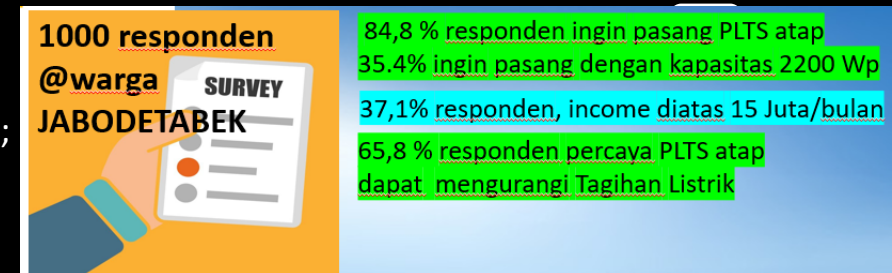 1000 responden
@warga
JABODETABEK
SURVEY
;
84,8 % responden ingin pasang PLTS atap
35.4% ingin pasang dengan kapasitas 2200 Wp
37,1% responden, income diatas 15 Juta/bulan
65,8 % responden percaya PLTS atap
dapat mengurangi Tagihan Listrik